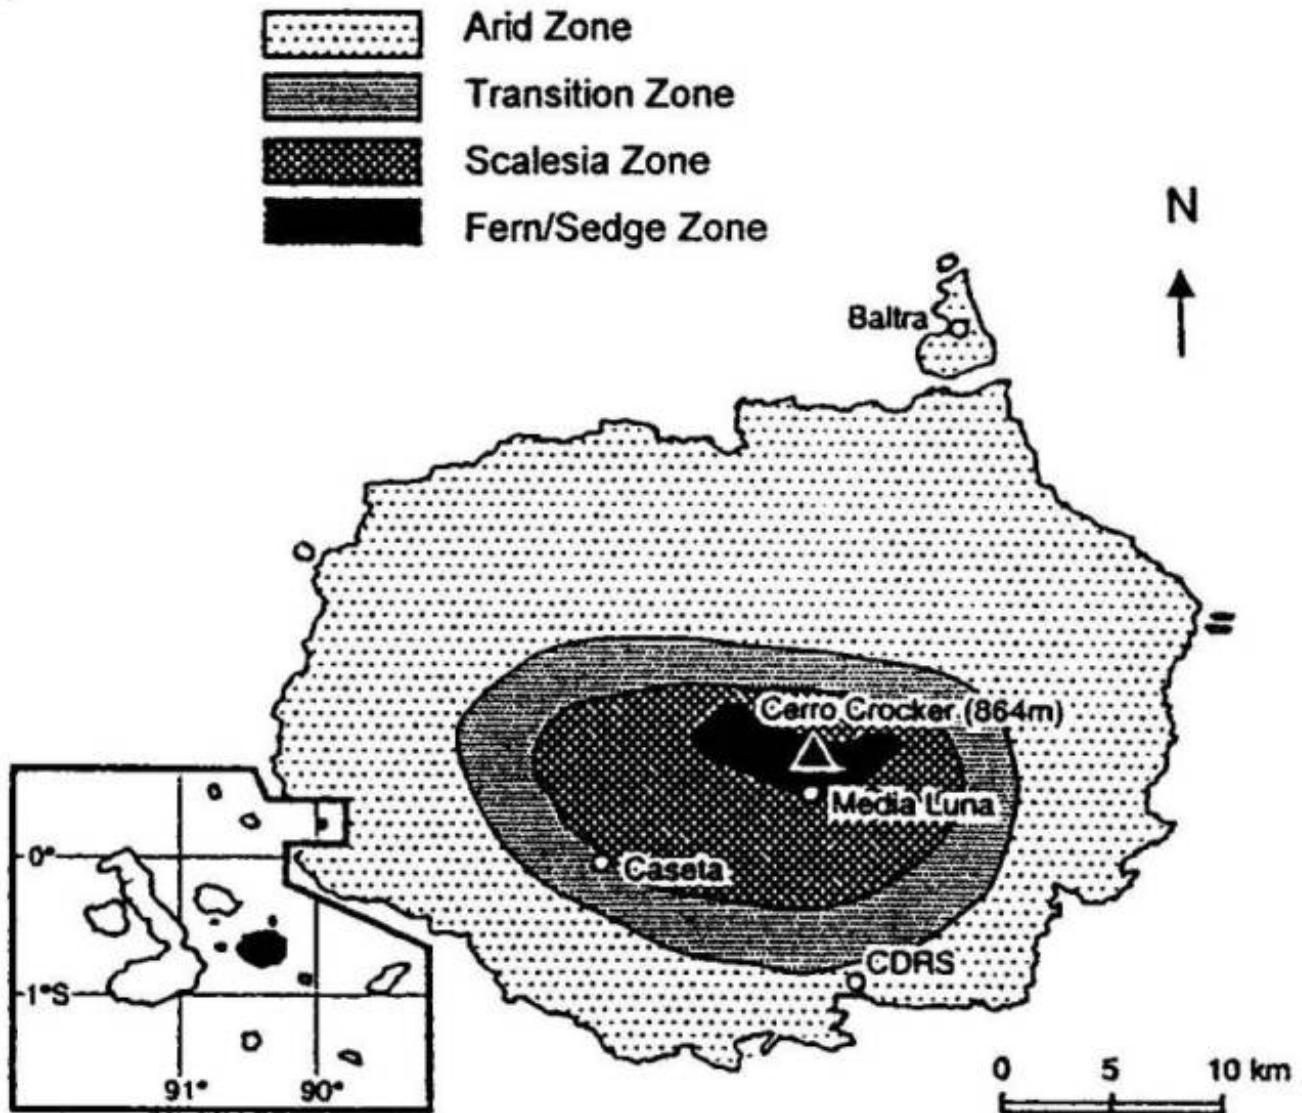 Arid Zone
Transition Zone
Scalesia Zone
Fern/Sedge Zone
N
Baltra
Cerro Crocker (864m)
Media Luna
Caseta
CDRS
0°
1°S
91°
90°
0 5 10 km